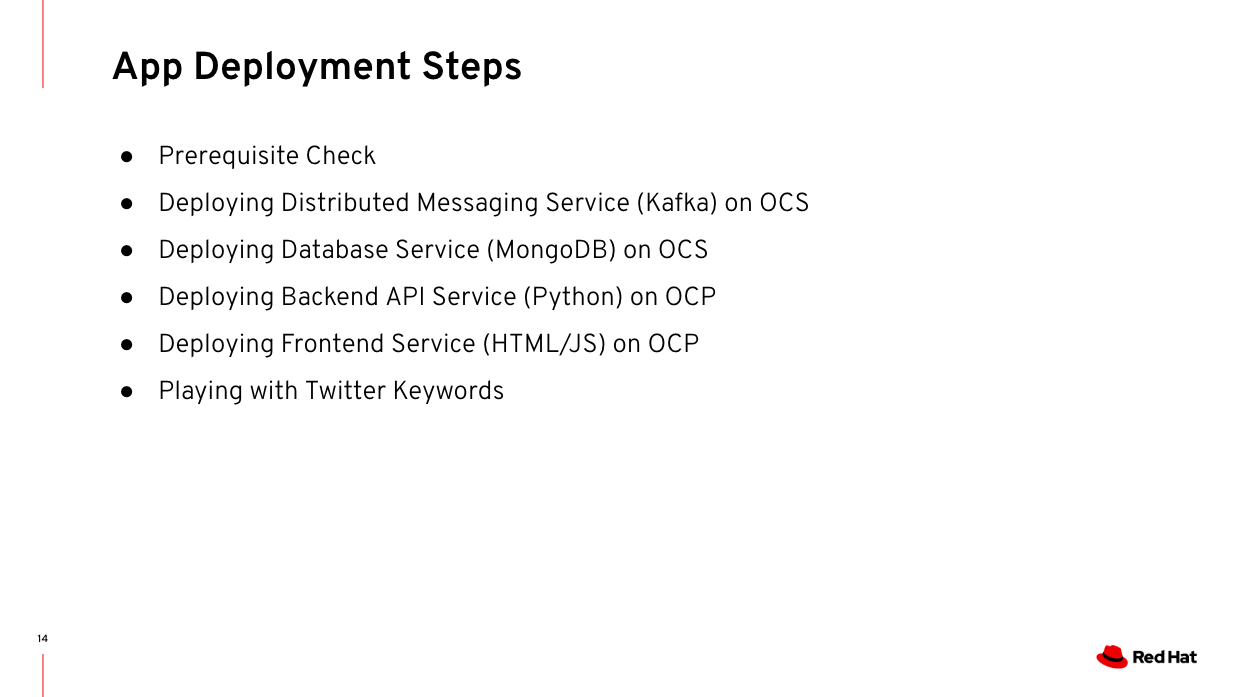 App Deployment Steps
● Prerequisite Check
● Deploying Distributed Messaging Service (Kafka) on OCS
● Deploying Database Service (MongoDB) on OCS
● Deploying Backend API Service (Python) on OCP
● Deploying Frontend Service (HTML/JS) on OCP
● Playing with Twitter Keywords
14
Red Hat